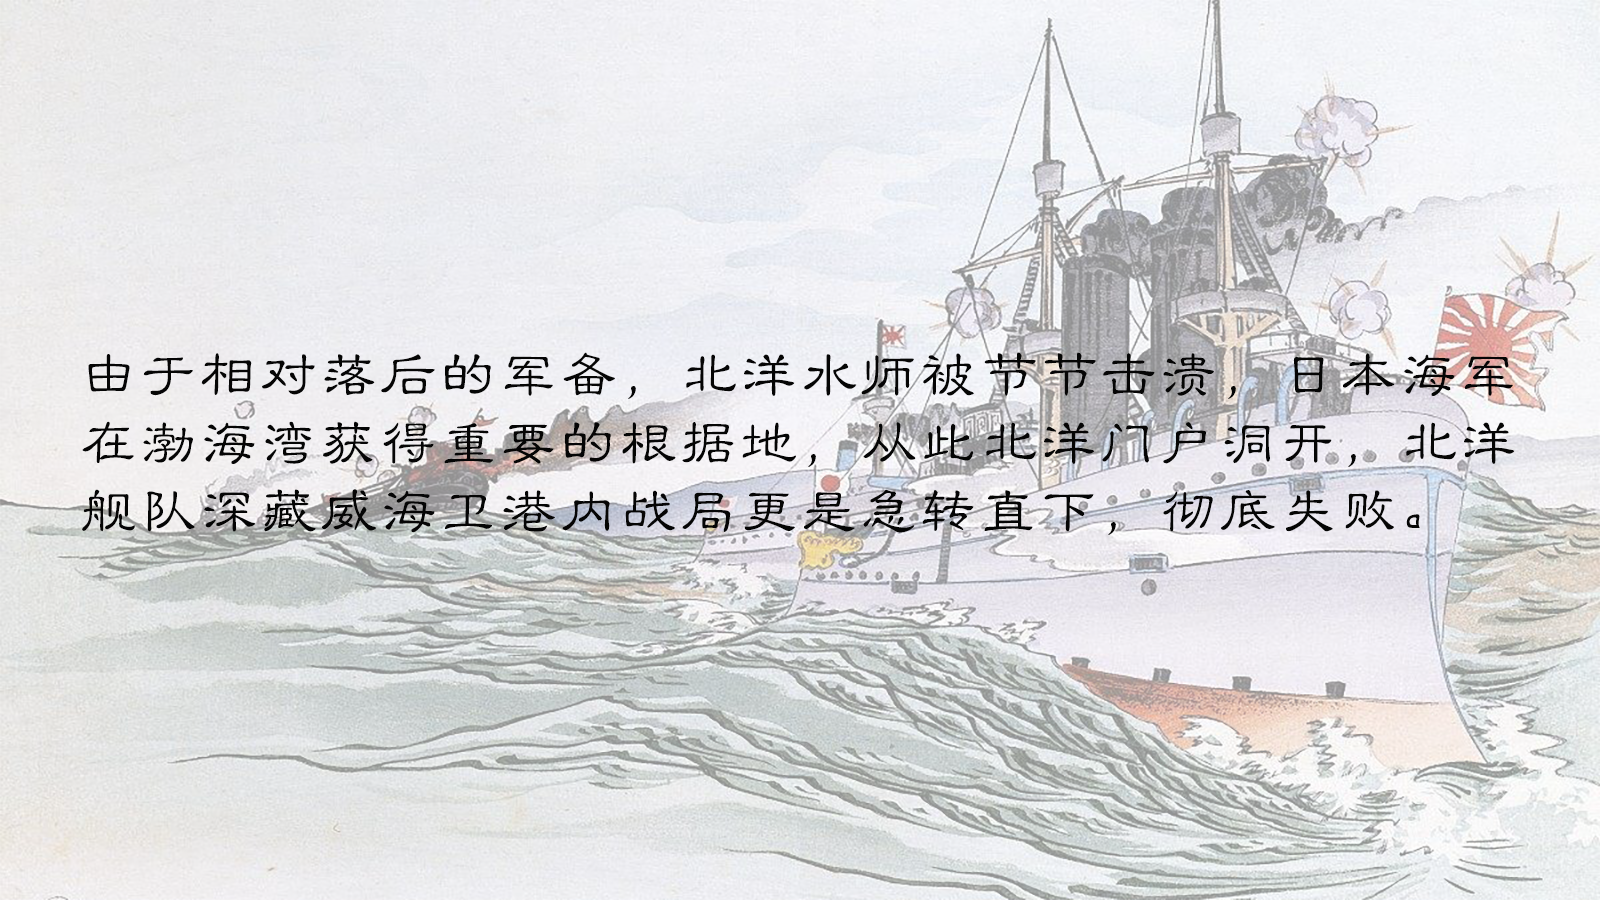 由于相对落后的军备，北洋水师被节节击溃，日本海军
在渤海湾获得重要的根据地，从此北洋门户洞开，北洋
舰队深藏威海卫港内战局更是急转直下，彻底失败。